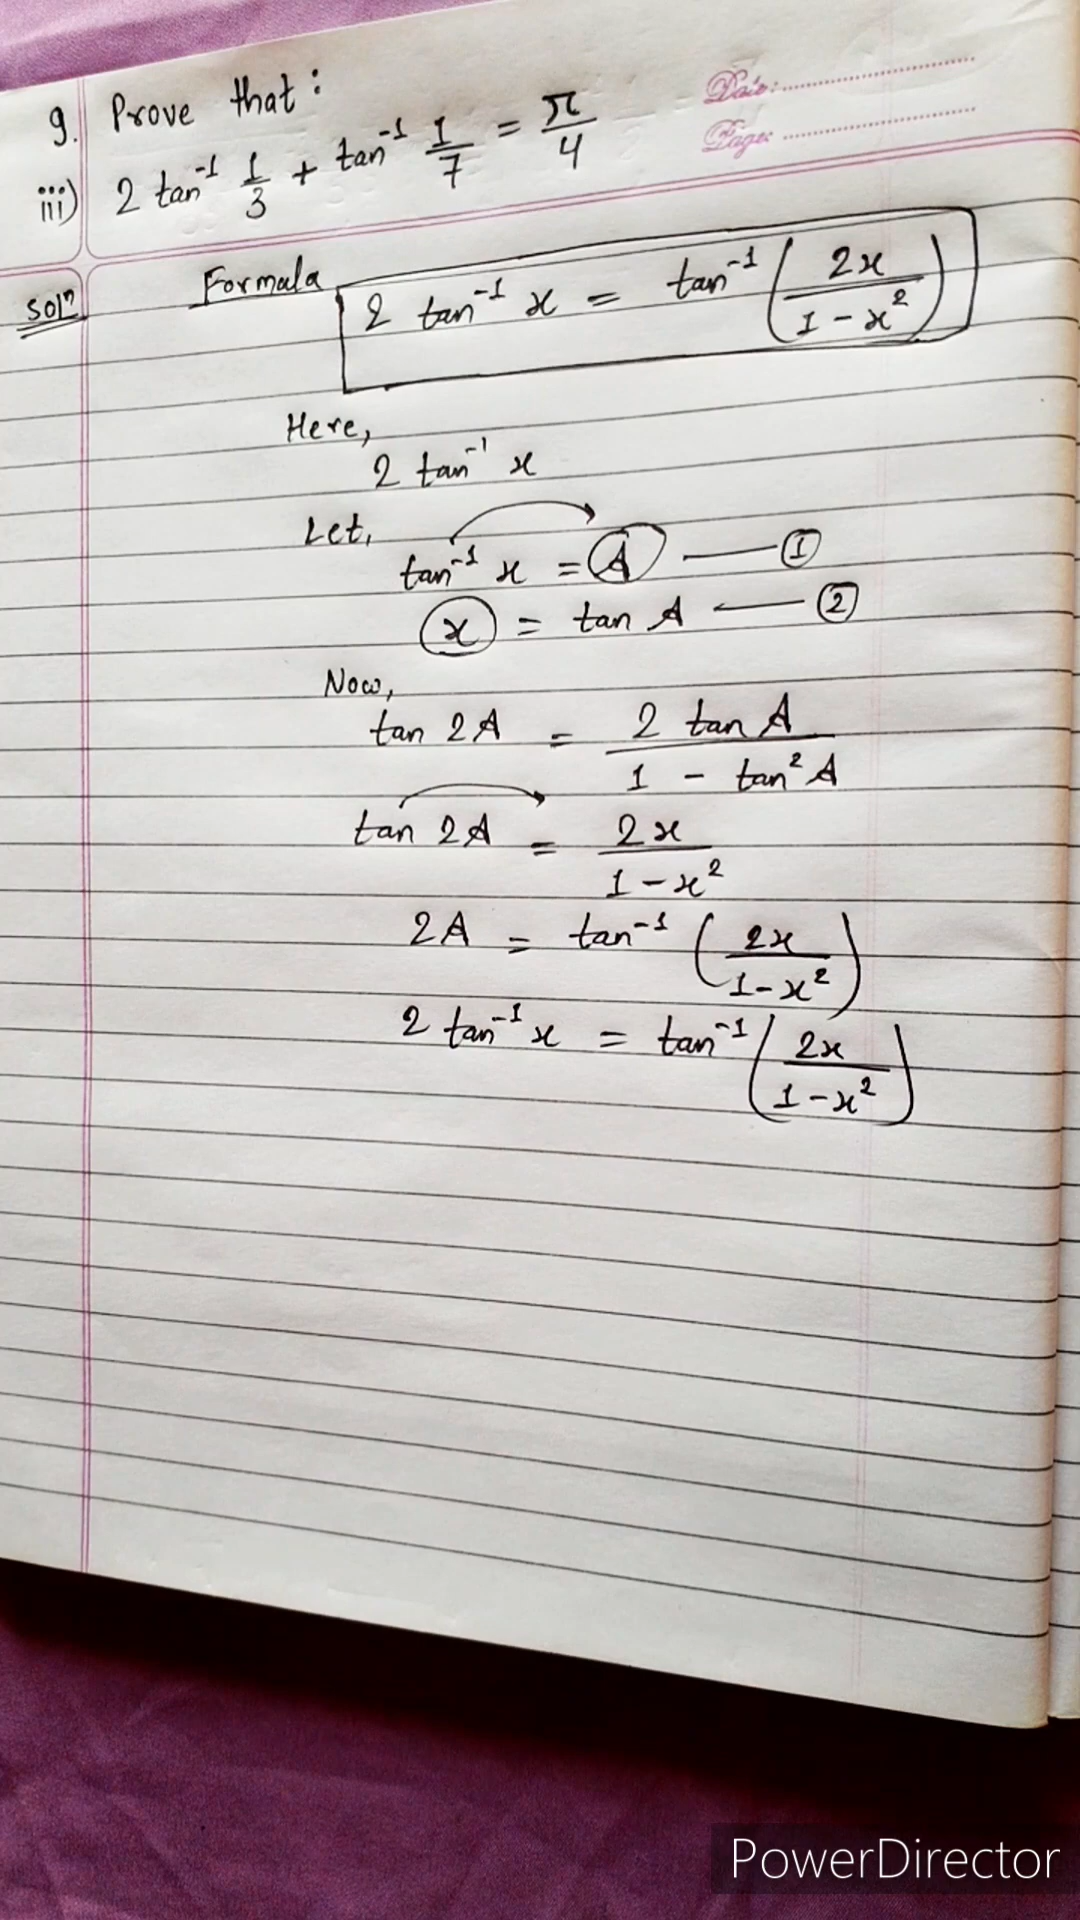 9. Prove that :
Date:
Page:
iii) 2 tan⁻¹ 1/3 + tan⁻¹ 1/7 = π/4
Solⁿ
Formula
2 tan⁻¹ x = tan⁻¹ (2x / 1 - x²)
Here,
2 tan⁻¹ x
Let,
tan⁻¹ x = A —— ①
x = tan A —— ②
Now,
tan 2A = 2 tan A / 1 - tan² A
tan 2A = 2x / 1 - x²
2A = tan⁻¹ (2x / 1 - x²)
2 tan⁻¹ x = tan⁻¹ (2x / 1 - x²)
PowerDirector